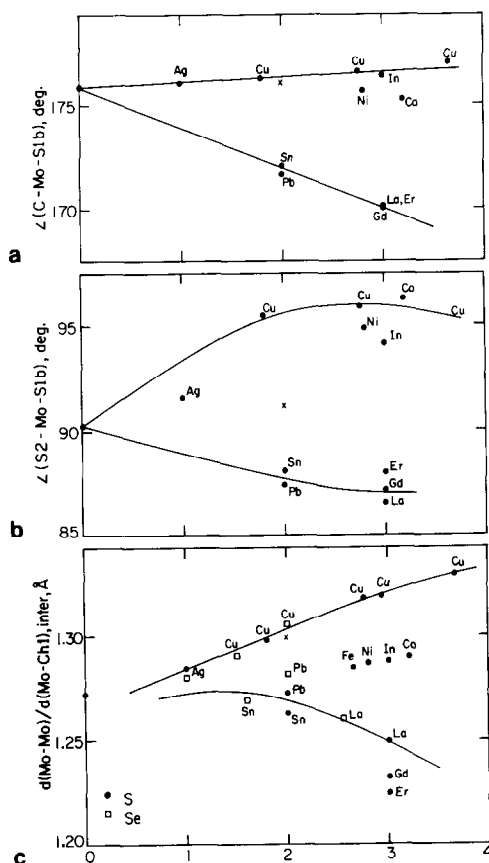 ∠(C-Mo-S1b), deg.
175
170
Ag
Cu
x
Cu
In
Ni
Co
Cu
Sn
Pb
La,Er
Gd
a
∠(S2-Mo-S1b), deg.
95
90
85
Cu
Cu
Co
Ni
In
Cu
Ag
x
Sn
Pb
Er
Gd
La
b
d(Mo-Mo)/d(Mo-Ch1), inter, Å
1.30
1.25
1.20
Cu
Cu
Cu
Cu
Cu
Cu
x
Ag
Fe
Ni
In
Co
Pb
Pb
Sn
Sn
La
La
Gd
Er
● S
□ Se
c
0 1 2 3 4